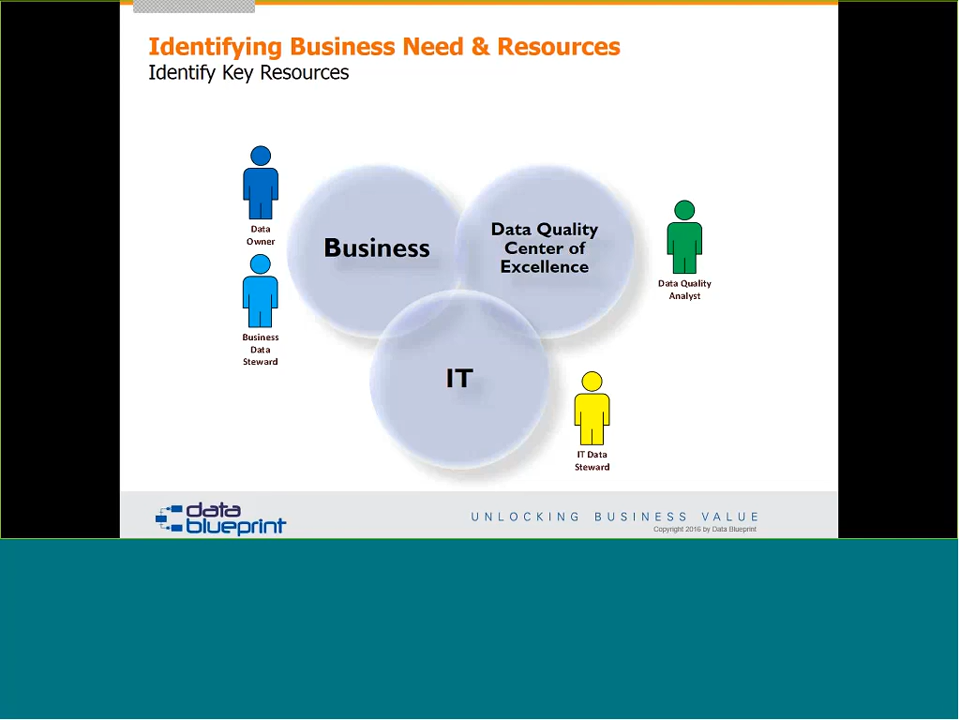 Identifying Business Need & Resources
Identify Key Resources
Data
Owner
Business
Data
Steward
Business
Data Quality
Center of
Excellence
Data Quality
Analyst
IT
IT Data
Steward
data
blueprint
UNLOCKING BUSINESS VALUE
Copyright 2016 by Data Blueprint